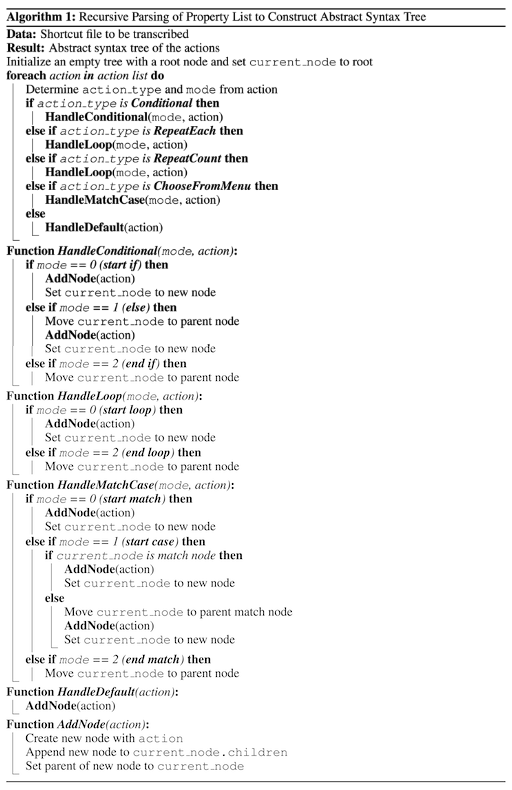 Algorithm 1: Recursive Parsing of Property List to Construct Abstract Syntax Tree
Data: Shortcut file to be transcribed
Result: Abstract syntax tree of the actions
Initialize an empty tree with a root node and set current_node to root
foreach action in action list do
Determine action_type and mode from action
if action_type is Conditional then
HandleConditional(mode, action)
else if action_type is RepeatEach then
HandleLoop(mode, action)
else if action_type is RepeatCount then
HandleLoop(mode, action)
else if action_type is ChooseFromMenu then
HandleMatchCase(mode, action)
else
HandleDefault(action)
Function HandleConditional(mode, action):
if mode == 0 (start if) then
AddNode(action)
Set current_node to new node
else if mode == 1 (else) then
Move current_node to parent node
AddNode(action)
Set current_node to new node
else if mode == 2 (end if) then
Move current_node to parent node
Function HandleLoop(mode, action):
if mode == 0 (start loop) then
AddNode(action)
Set current_node to new node
else if mode == 2 (end loop) then
Move current_node to parent node
Function HandleMatchCase(mode, action):
if mode == 0 (start match) then
AddNode(action)
Set current_node to new node
else if mode == 1 (start case) then
if current_node is match node then
AddNode(action)
Set current_node to new node
else
Move current_node to parent match node
AddNode(action)
Set current_node to new node
else if mode == 2 (end match) then
Move current_node to parent node
Function HandleDefault(action):
AddNode(action)
Function AddNode(action):
Create new node with action
Append new node to current_node.children
Set parent of new node to current_node